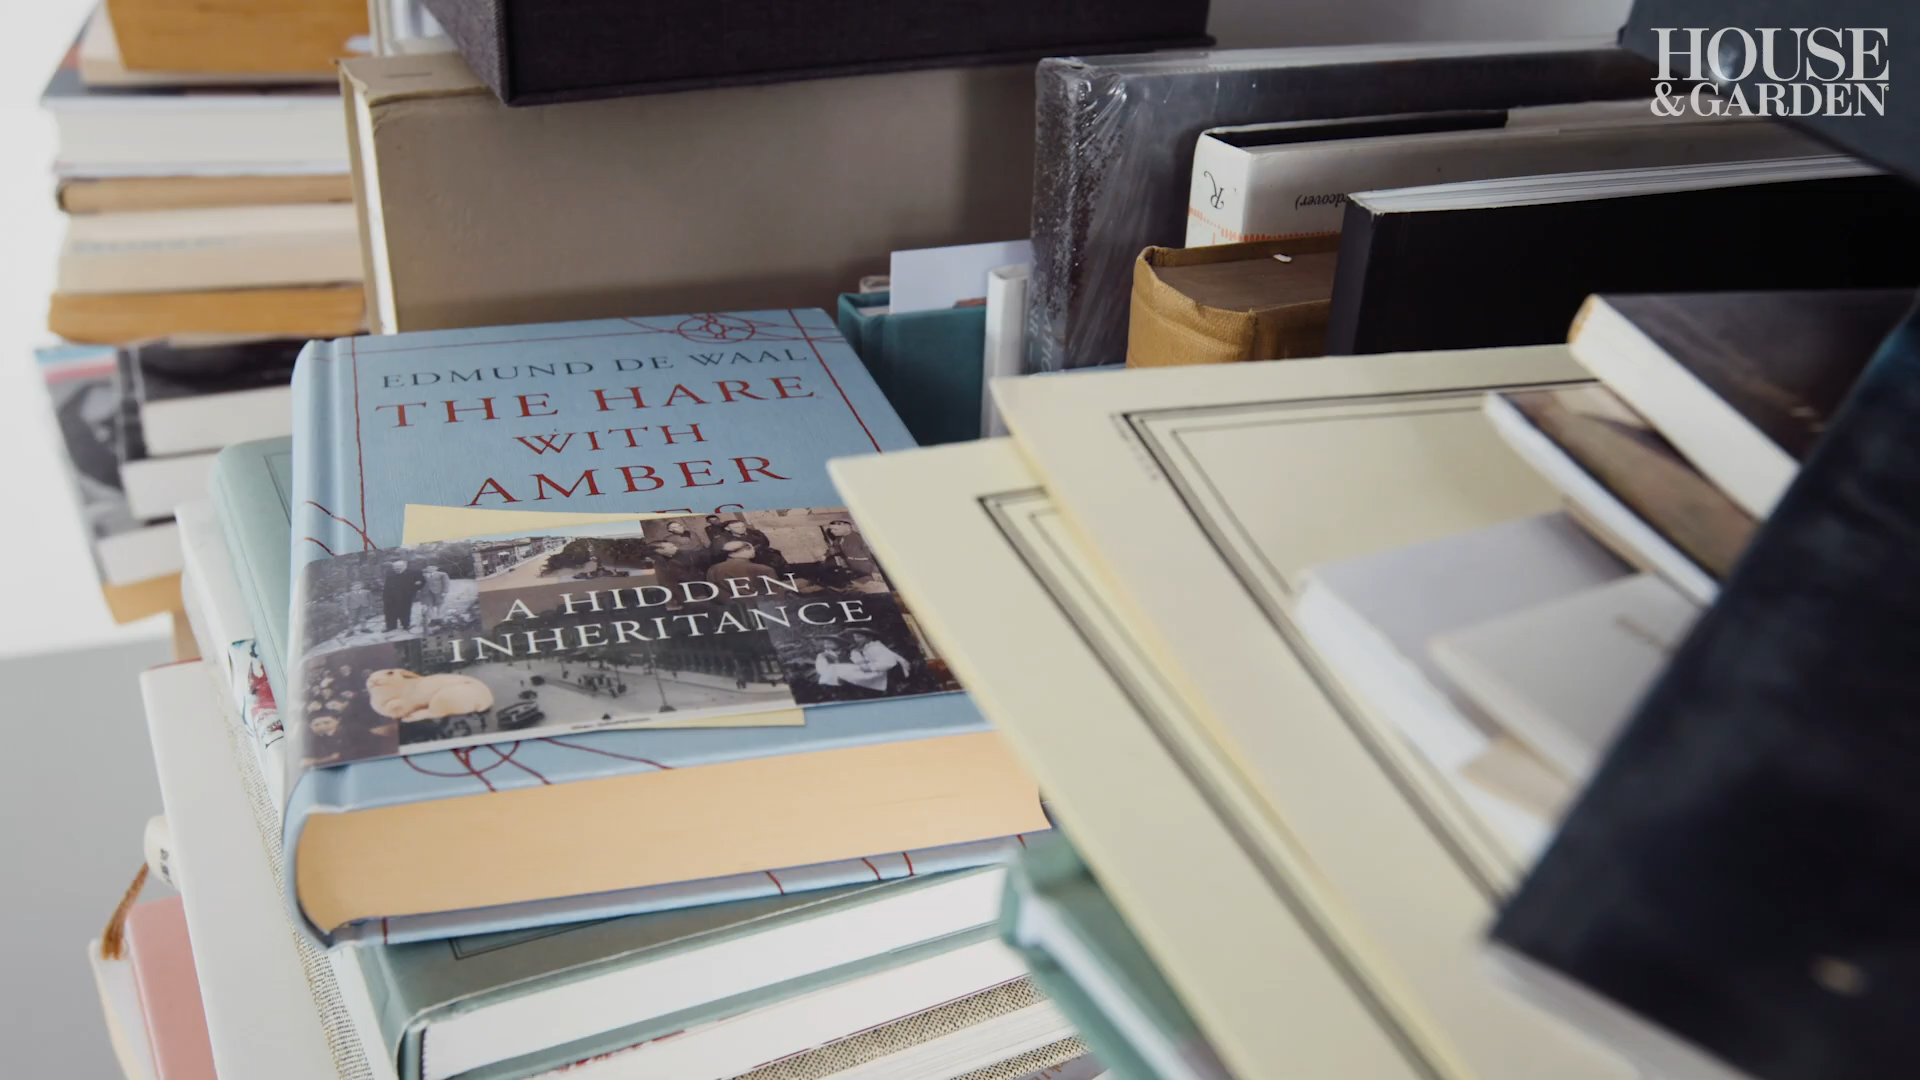 HOUSE
& GARDEN
EDMUND DE WAAL
THE HARE
WITH
AMBER
A HIDDEN
INHERITANCE
R